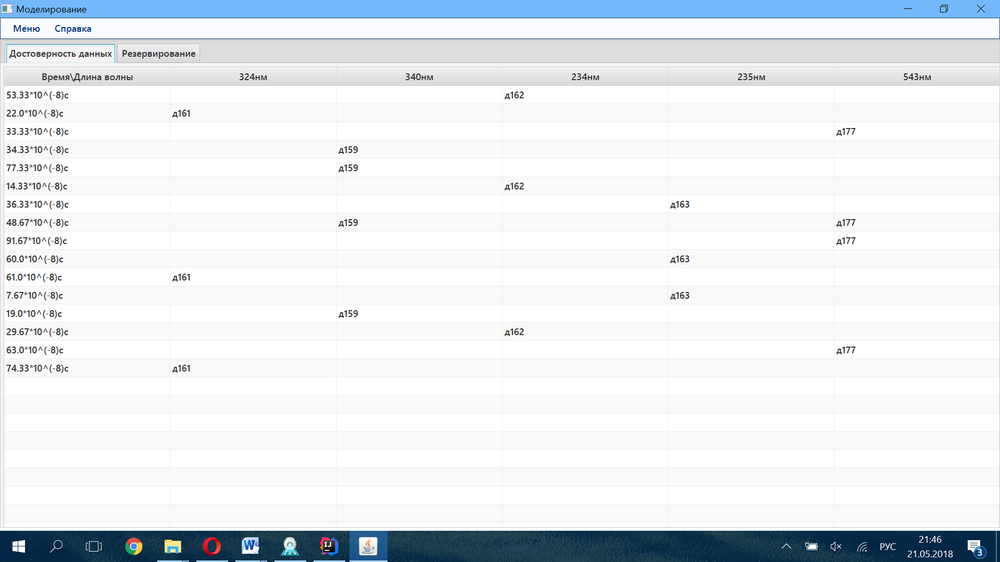 Моделирование
Меню Справка
Достоверность данных Резервирование
Время\Длина волны 324нм 340нм 234нм 235нм 543нм
53.33*10^(-8)с д162
22.0*10^(-8)с д161
33.33*10^(-8)с д177
34.33*10^(-8)с д159
77.33*10^(-8)с д159
14.33*10^(-8)с д162
36.33*10^(-8)с д163
48.67*10^(-8)с д159 д177
91.67*10^(-8)с д177
60.0*10^(-8)с д163
61.0*10^(-8)с д161
7.67*10^(-8)с д163
19.0*10^(-8)с д159
29.67*10^(-8)с д162
63.0*10^(-8)с д177
74.33*10^(-8)с д161
W IJ РУС 21:46 3
21.05.2018